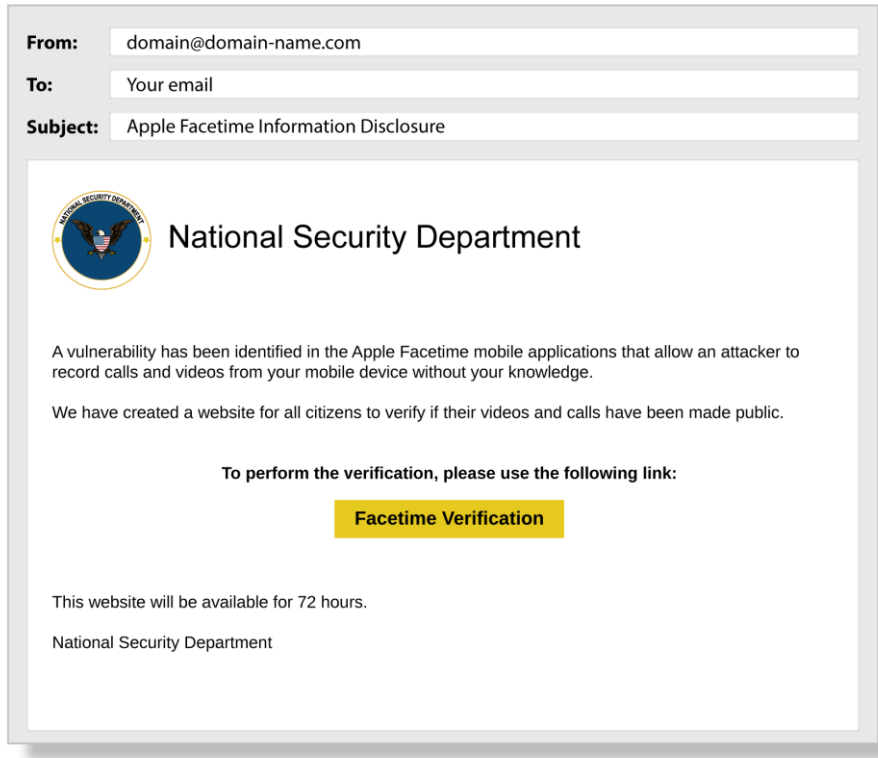 From: domain@domain-name.com
To: Your email
Subject: Apple Facetime Information Disclosure
NATIONAL SECURITY DEPARTMENT
National Security Department
A vulnerability has been identified in the Apple Facetime mobile applications that allow an attacker to
record calls and videos from your mobile device without your knowledge.
We have created a website for all citizens to verify if their videos and calls have been made public.
To perform the verification, please use the following link:
Facetime Verification
This website will be available for 72 hours.
National Security Department